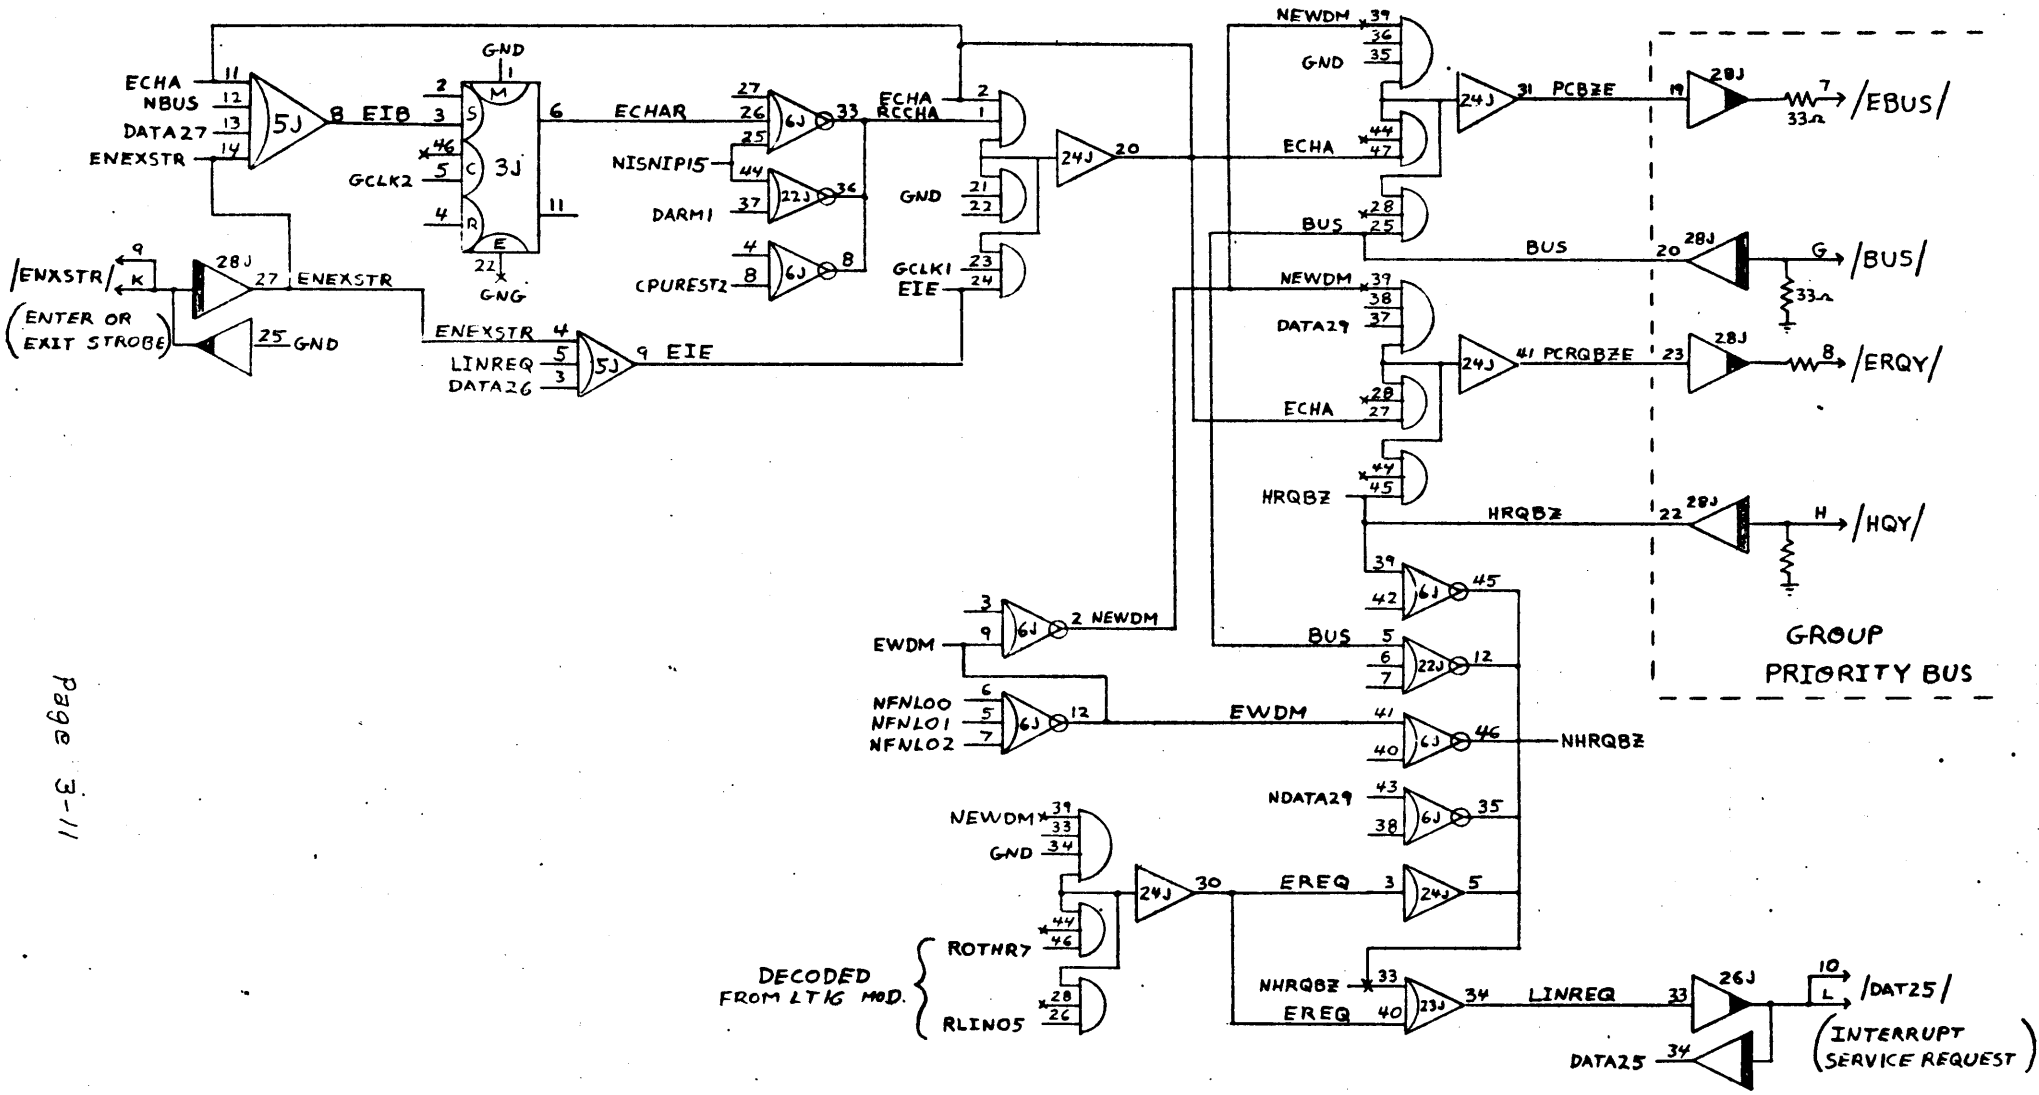 ECHA 11
NBUS 12
DATA27 13
ENEXSTR 14
5J
8 EIB
GND
1
M
2
3
S
×46
C
3J
GCLK2 5
4
R
E
22
GNG
6
11
ECHAR
27
26
25
6J
33
NISNIP15
44
22J
36
DARM1 37
4
6J
8
CPUREST2 8
ECHA 2
RCCHA 1
GND
21
22
GCLK1 23
EIE 24
24J
20
/ENXSTR/
9
K
28J
27 ENEXSTR
(ENTER OR
EXIT STROBE)
25 GND
ENEXSTR 4
LINREQ 5
DATA26 3
5J
9 EIE
NEWDM ×39
36
GND 35
24J
31 PCBZE
19
28J
7
33Ω
/EBUS/
ECHA
×44
47
×28
BUS 25
BUS
20
28J
G
/BUS/
33Ω
NEWDM ×39
38
DATA29 37
24J
41 PCRQBZE
23
28J
8
/ERQY/
ECHA
×28
27
×44
HRQBZ 45
HRQBZ
22
28J
H
/HQY/
39
42
6J
45
GROUP
PRIORITY BUS
3
EWDM 9
6J
2 NEWDM
BUS 5
6
7
22J
12
NFNL00 6
NFNL01 5
NFNL02 7
6J
12
EWDM
41
40
6J
46
NHRQBZ
NDATA29 43
38
6J
35
NEWDM ×39
33
GND 34
24J
30
EREQ 3
24J
5
×44
ROTHR7 46
×28
RLIN05 26
DECODED
FROM LT16 MOD.
NHRQBZ 33
EREQ 40
23J
34 LINREQ
33
26J
10
L
/DAT25/
(INTERRUPT
SERVICE REQUEST)
DATA25 34
Page 3-11